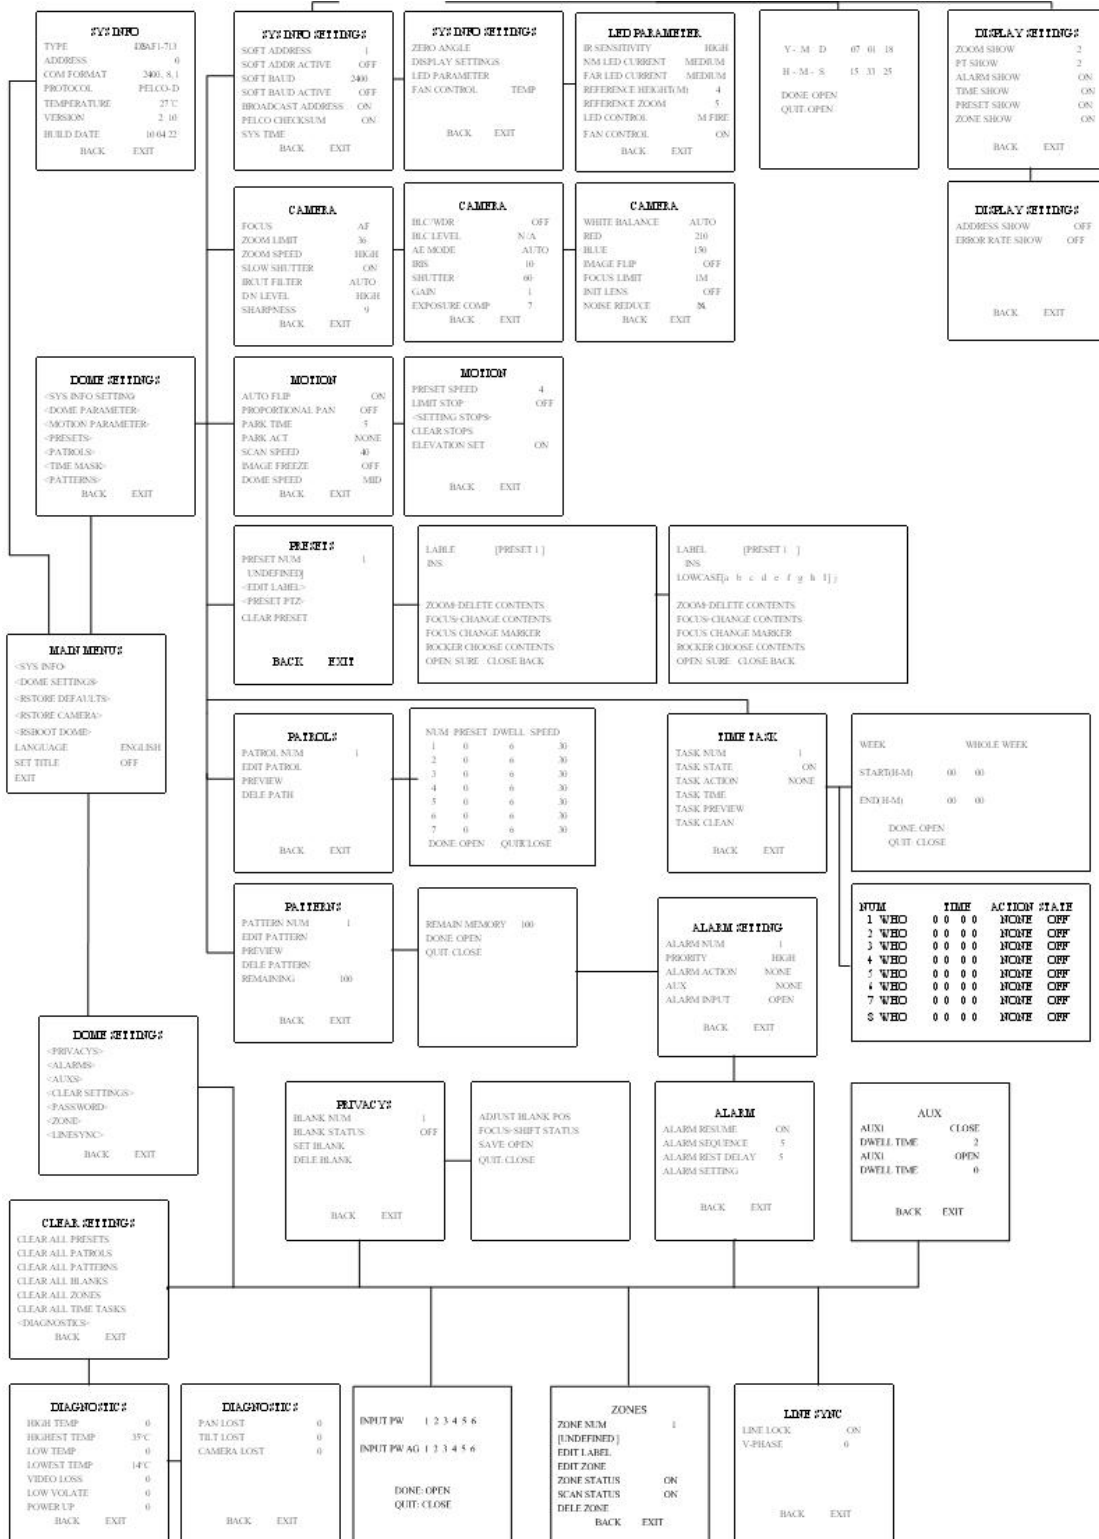 SYS INFO
TYPE
ADDRESS 0
COM FORMAT 2400, 8,1
PROTOCOL PELCO-D
TEMPERATURE 27℃
VERSION 2 10
BUILD DATE 10 04 22
BACK EXIT
SYS INFO SETTINGS
SOFT ADDRESS 1
SOFT ADDR ACTIVE OFF
SOFT BAUD 2400
SOFT BAUD ACTIVE OFF
BROADCAST ADDRESS ON
PELCO CHECKSUM ON
SYS TIME
BACK EXIT
SYS INFO SETTINGS
ZERO ANGLE
DISPLAY SETTINGS
LED PARAMETER
FAN CONTROL TEMP
BACK EXIT
LED PARAMETER
IR SENSITIVITY HIGH
NM LED CURRENT MEDIUM
FAR LED CURRENT MEDIUM
REFERENCE HEIGHT(M) 4
REFERENCE ZOOM 5
LED CONTROL M FIRE
FAN CONTROL ON
BACK EXIT
Y - M D 07 01 18
H - M - S 15 33 25
DONE OPEN
QUIT OPEN
DISPLAY SETTINGS
ZOOM SHOW 2
PT SHOW 2
ALARM SHOW ON
TIME SHOW ON
PRESET SHOW ON
ZONE SHOW ON
BACK EXIT
CAMERA
FOCUS AF
ZOOM LIMIT 36
ZOOM SPEED HIGH
SLOW SHUTTER ON
IRCUT FILTER AUTO
DN LEVEL HIGH
SHARPNESS 9
BACK EXIT
CAMERA
BLC/WDR OFF
BLC LEVEL N/A
AE MODE AUTO
IRIS 10
SHUTTER 60
GAIN 1
EXPOSURE COMP 7
BACK EXIT
CAMERA
WHITE BALANCE AUTO
RED 210
BLUE 150
IMAGE FLIP OFF
FOCUS LIMIT 1M
INIT LENS OFF
NOISE REDUCE
BACK EXIT
DISPLAY SETTINGS
ADDRESS SHOW OFF
ERROR RATE SHOW OFF
BACK EXIT
DOME SETTINGS
<SYS INFO SETTING>
<DOME PARAMETER>
<MOTION PARAMETER>
<PRESETS>
<PATROLS>
<TIME MASK>
<PATTERNS>
BACK EXIT
MOTION
AUTO FLIP ON
PROPORTIONAL PAN OFF
PARK TIME 5
PARK ACT NONE
SCAN SPEED 40
IMAGE FREEZE OFF
DOME SPEED MID
BACK EXIT
MOTION
PRESET SPEED 4
LIMIT STOP OFF
<SETTING STOPS>
CLEAR STOPS
ELEVATION SET ON
BACK EXIT
PRESETS
PRESET NUM 1
UNDEFINED]
<EDIT LABEL>
<PRESET PTZ>
CLEAR PRESET
BACK EXIT
LABLE [PRESET 1 ]
INS
ZOOM-DELETE CONTENTS
FOCUS-CHANGE CONTENTS
FOCUS CHANGE MARKER
ROCKER CHOOSE CONTENTS
OPEN: SURE CLOSE BACK
LABEL [PRESET 1 ]
INS
LOWCASE[a b c d e f g h I] j
ZOOM-DELETE CONTENTS
FOCUS-CHANGE CONTENTS
FOCUS CHANGE MARKER
ROCKER CHOOSE CONTENTS
OPEN: SURE CLOSE BACK
MAIN MENUS
<SYS INFO>
<DOME SETTINGS>
<RSTORE DEFAULTS>
<RSTORE CAMERA>
<RSBOOT DOME>
LANGUAGE ENGLISH
SET TITLE OFF
EXIT
PATROLS
PATROL NUM 1
EDIT PATROL
PREVIEW
DELE PATH
BACK EXIT
NUM PRESET DWELL SPEED
1 0 6 30
2 0 6 30
3 0 6 30
4 0 6 30
5 0 6 30
6 0 6 30
7 0 6 30
DONE: OPEN QUIT:CLOSE
TIME TASK
TASK NUM 1
TASK STATE ON
TASK ACTION NONE
TASK TIME
TASK PREVIEW
TASK CLEAN
BACK EXIT
WEEK WHOLE WEEK
START(H-M) 00 00
END(H-M) 00 00
DONE: OPEN
QUIT: CLOSE
PATTERNS
PATTERN NUM 1
EDIT PATTERN
PREVIEW
DELE PATTERN
REMAINING 100
BACK EXIT
REMAIN MEMORY 100
DONE: OPEN
QUIT: CLOSE
ALARM SETTING
ALARM NUM 1
PRIORITY HIGH
ALARM ACTION NONE
AUX NONE
ALARM INPUT OPEN
BACK EXIT
NUM TIME ACTION STATE
1 WHO 0 0 0 0 NONE OFF
2 WHO 0 0 0 0 NONE OFF
3 WHO 0 0 0 0 NONE OFF
4 WHO 0 0 0 0 NONE OFF
5 WHO 0 0 0 0 NONE OFF
6 WHO 0 0 0 0 NONE OFF
7 WHO 0 0 0 0 NONE OFF
8 WHO 0 0 0 0 NONE OFF
DOME SETTINGS
<PRIVACYS>
<ALARMS>
<AUXS>
<CLEAR SETTINGS>
<PASSWORD>
<ZONE>
<LINESYNC>
BACK EXIT
PRIVACYS
BLANK NUM 1
BLANK STATUS OFF
SET BLANK
DELE BLANK
BACK EXIT
ADJUST BLANK POS
FOCUS-SHIFT STATUS
SAVE: OPEN
QUIT: CLOSE
ALARM
ALARM RESUME ON
ALARM SEQUENCE 5
ALARM REST DELAY 5
ALARM SETTING
BACK EXIT
AUX
AUX1 CLOSE
DWELL TIME 2
AUX1 OPEN
DWELL TIME 0
BACK EXIT
CLEAR SETTINGS
CLEAR ALL PRESETS
CLEAR ALL PATROLS
CLEAR ALL PATTERNS
CLEAR ALL BLANKS
CLEAR ALL ZONES
CLEAR ALL TIME TASKS
<DIAGNOSTICS>
BACK EXIT
DIAGNOSTICS
HIGH TEMP 0
HIGHEST TEMP 35℃
LOW TEMP 0
LOWEST TEMP 14℃
VIDEO LOSS 0
LOW VOLATE 0
POWER UP 0
BACK EXIT
DIAGNOSTICS
PAN LOST 0
TILT LOST 0
CAMERA LOST 0
BACK EXIT
INPUT PW 1 2 3 4 5 6
INPUT PW AG 1 2 3 4 5 6
DONE: OPEN
QUIT: CLOSE
ZONES
ZONE NUM 1
[UNDEFINED ]
EDIT LABEL
EDIT ZONE
ZONE STATUS ON
SCAN STATUS ON
DELE ZONE
BACK EXIT
LINE SYNC
LINE LOCK ON
V-PHASE 0
BACK EXIT